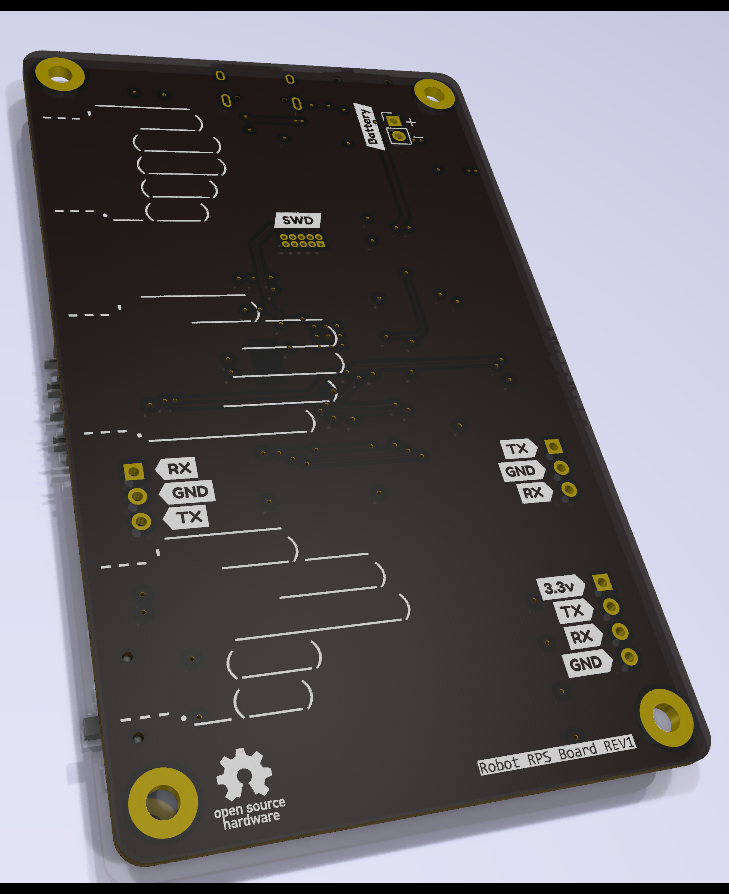 Battery
+
-
SWD
RX
GND
TX
TX
GND
RX
3.3v
TX
RX
GND
open source
hardware
Robot RPS Board REV1